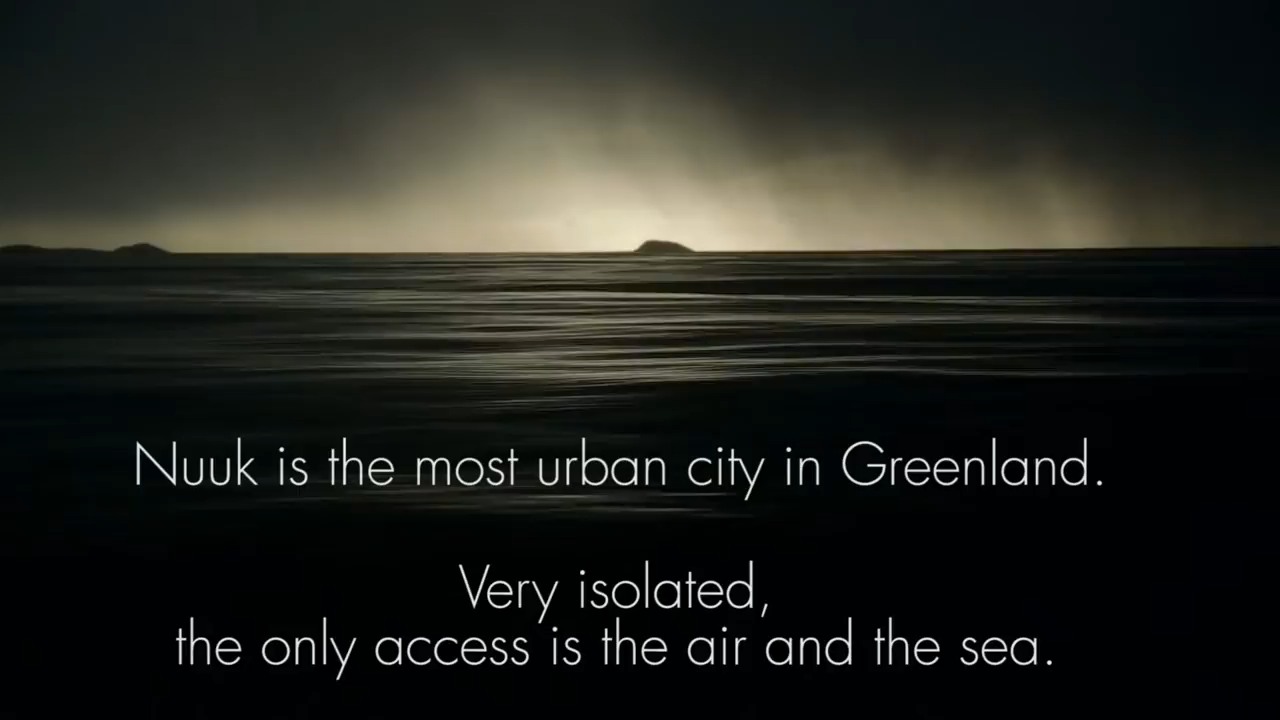 Nuuk is the most urban city in Greenland.
Very isolated,
the only access is the air and the sea.